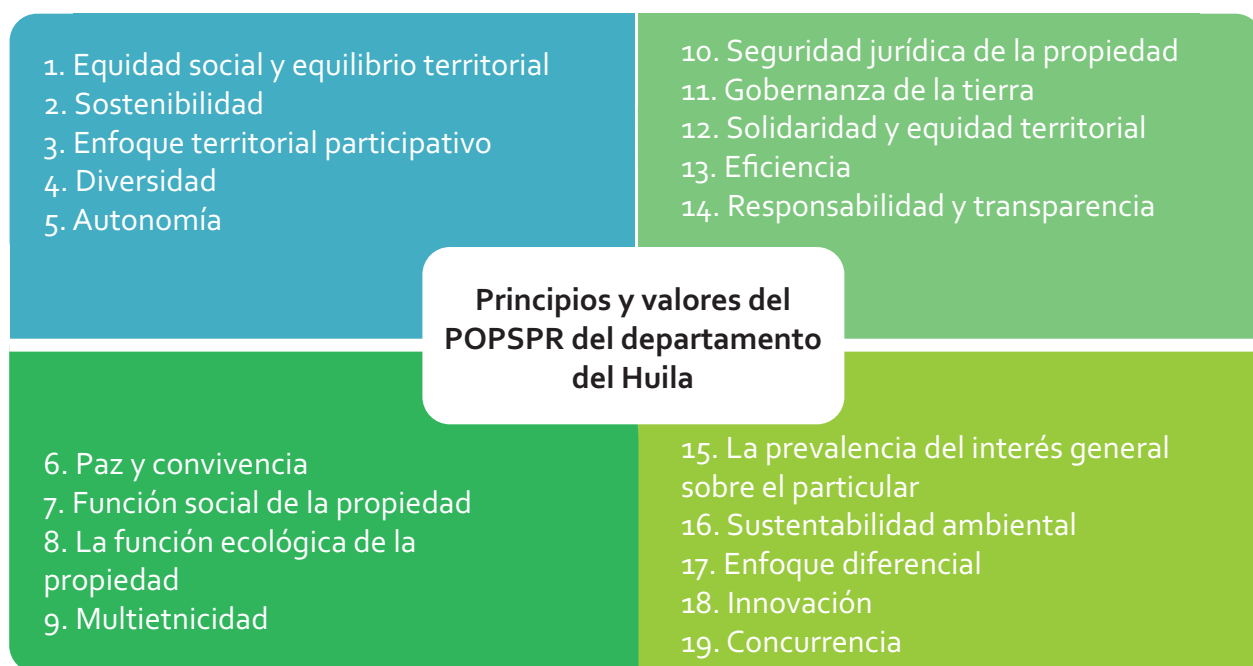 1. Equidad social y equilibrio territorial
2. Sostenibilidad
3. Enfoque territorial participativo
4. Diversidad
5. Autonomía
10. Seguridad jurídica de la propiedad
11. Gobernanza de la tierra
12. Solidaridad y equidad territorial
13. Eficiencia
14. Responsabilidad y transparencia
Principios y valores del
POPSPR del departamento
del Huila
6. Paz y convivencia
7. Función social de la propiedad
8. La función ecológica de la
propiedad
9. Multietnicidad
15. La prevalencia del interés general
sobre el particular
16. Sustentabilidad ambiental
17. Enfoque diferencial
18. Innovación
19. Concurrencia